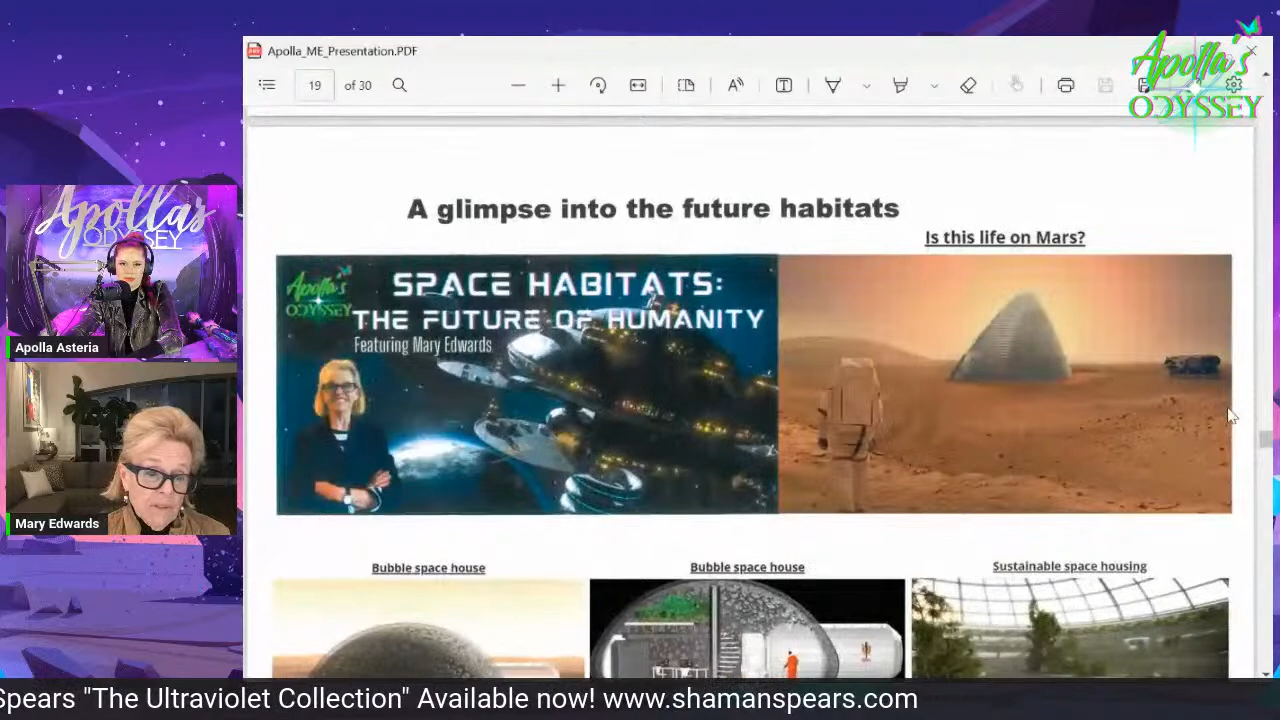 Apolla_ME_Presentation.PDF
19 of 30
Apolla's
ODYSSEY
A glimpse into the future habitats
Is this life on Mars?
Apolla's
ODYSSEY
SPACE HABITATS:
THE FUTURE OF HUMANITY
Featuring Mary Edwards
Apollas
ODYSSEY
Apolla Asteria
Mary Edwards
Bubble space house
Bubble space house
Sustainable space housing
Spears "The Ultraviolet Collection" Available now! www.shamanspears.com